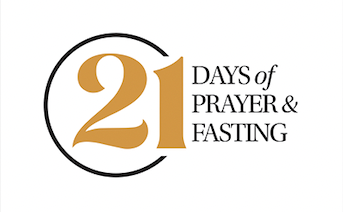 21
DAYS of
PRAYER &
FASTING